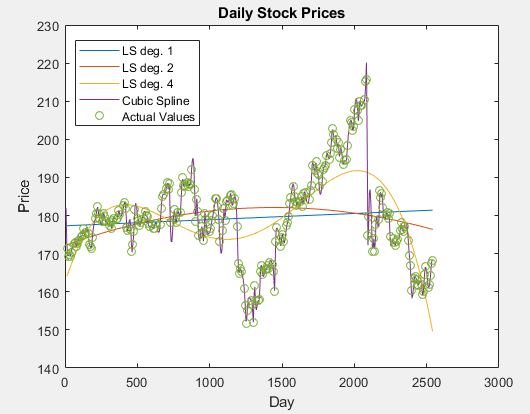 Daily Stock Prices
230
220
210
200
190
180
170
160
150
140
Price
LS deg. 1
LS deg. 2
LS deg. 4
Cubic Spline
Actual Values
0 500 1000 1500 2000 2500 3000
Day